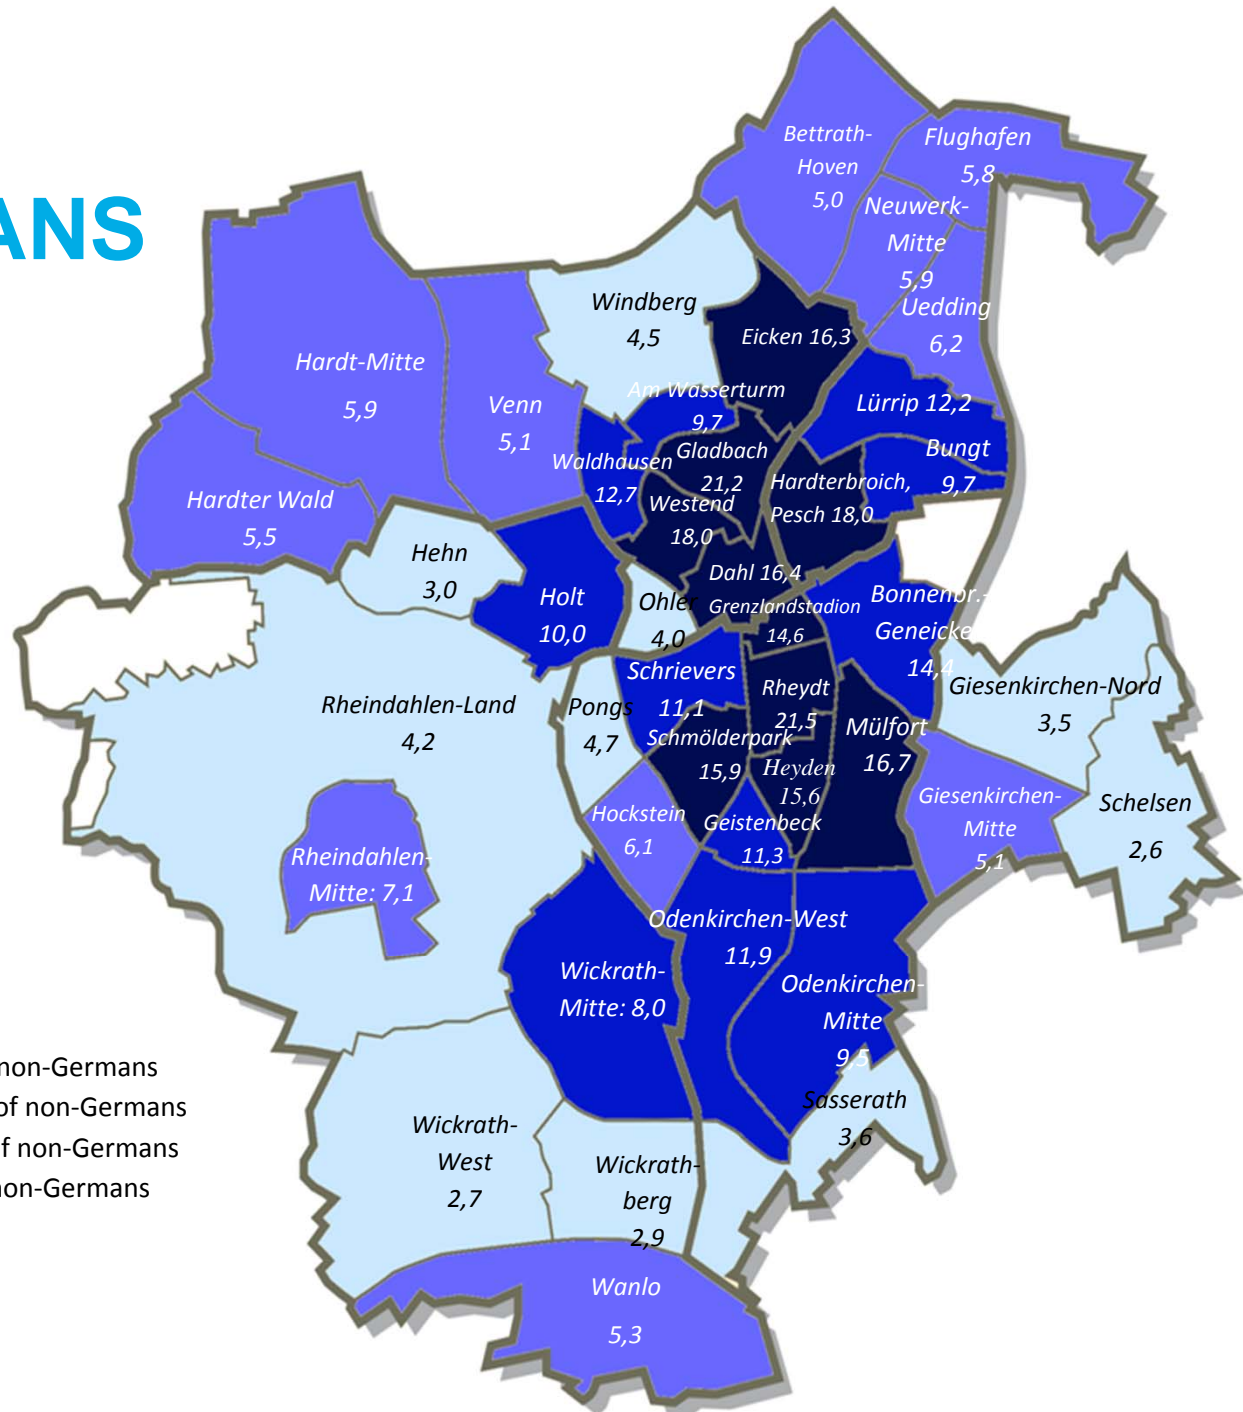 ANS
Bettrath-
Hoven
5,0
Flughafen
5,8
Neuwerk-
Mitte
5,9
Uedding
6,2
Windberg
4,5
Eicken 16,3
Hardt-Mitte
5,9
Venn
5,1
Am Wasserturm
9,7
Lürrip 12,2
Bungt
9,7
Waldhausen
12,7
Gladbach
21,2
Westend
18,0
Hardterbroich,
Pesch 18,0
Hardter Wald
5,5
Hehn
3,0
Holt
10,0
Ohler
4,0
Dahl 16,4
Grenzlandstadion
14,6
Bonnenbr.-
Geneicken
14,4
Giesenkirchen-Nord
3,5
Schrievers
11,1
Rheydt
21,5
Rheindahlen-Land
4,2
Pongs
4,7
Schmölderpark
15,9
Heyden
15,6
Mülfort
16,7
Schelsen
2,6
Giesenkirchen-
Mitte
5,1
Hockstein
6,1
Geistenbeck
11,3
Rheindahlen-
Mitte: 7,1
Odenkirchen-West
11,9
Wickrath-
Mitte: 8,0
Odenkirchen-
Mitte
9,5
Sasserath
3,6
non-Germans
of non-Germans
f non-Germans
non-Germans
Wickrath-
West
2,7
Wickrath-
berg
2,9
Wanlo
5,3